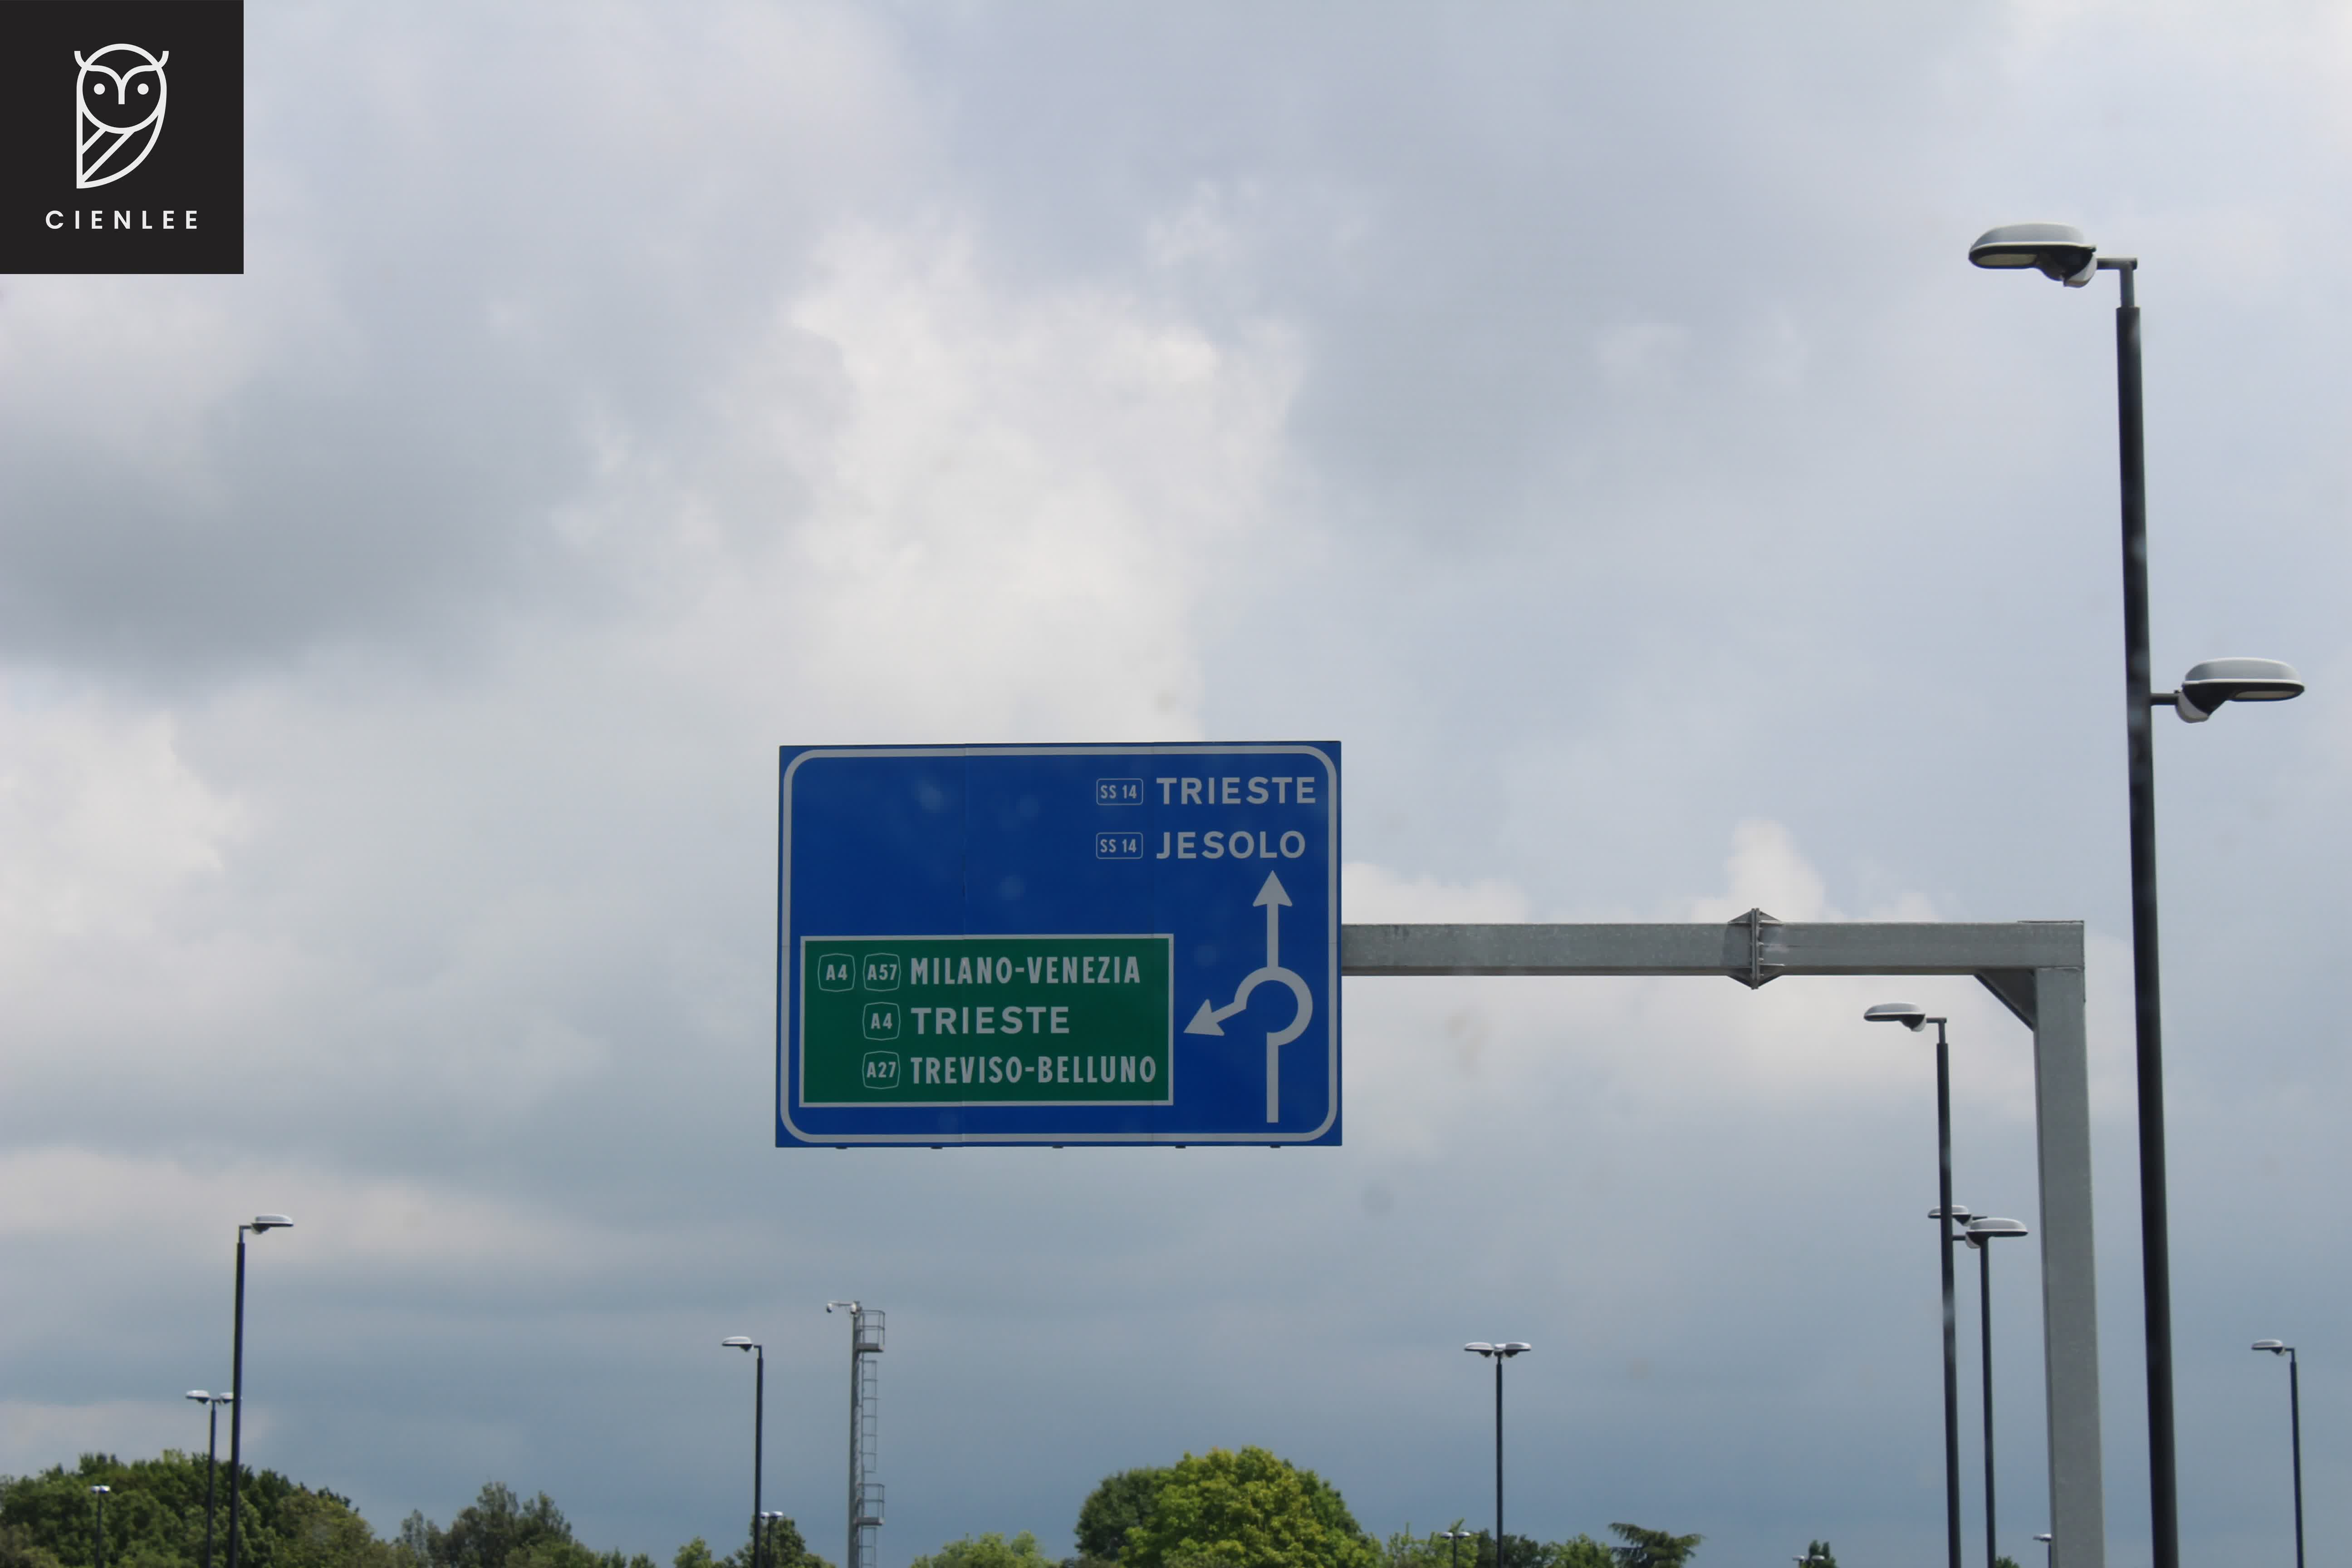 CIENLEE
SS 14 TRIESTE
SS 14 JESOLO
A4 A57 MILANO-VENEZIA
A4 TRIESTE
A27 TREVISO-BELLUNO